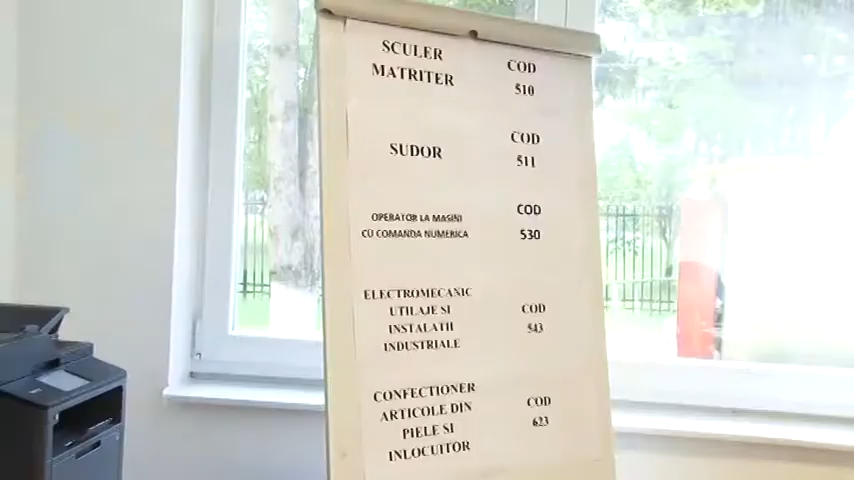 SCULER
MATRITER
COD
510
SUDOR
COD
511
OPERATOR LA MASINI
CU COMANDA NUMERICA
COD
530
ELECTROMECANIC
UTILAJE SI
INSTALATII
INDUSTRIALE
COD
543
CONFECTIONER
ARTICOLE DIN
PIELE SI
INLOCUITOR
COD
623